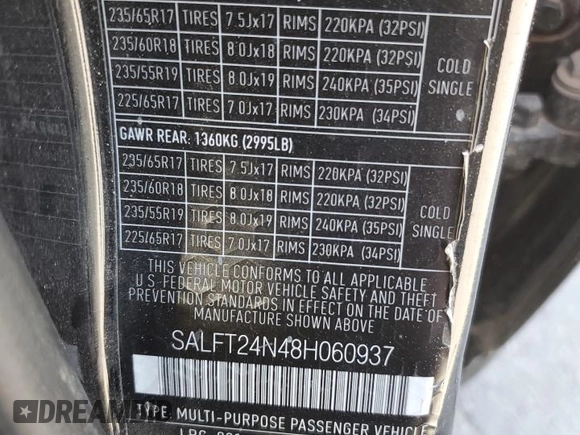 235/65R17 TIRES 7.5Jx17 RIMS 220KPA (32PSI)
235/60R18 TIRES 8.0Jx18 RIMS 220KPA (32PSI) COLD
235/55R19 TIRES 8.0Jx19 RIMS 240KPA (35PSI) SINGLE
225/65R17 TIRES 7.0Jx17 RIMS 230KPA (34PSI)
GAWR REAR: 1360KG (2995LB)
235/65R17 TIRES 7.5Jx17 RIMS 220KPA (32PSI)
235/60R18 TIRES 8.0Jx18 RIMS 220KPA (32PSI) COLD
235/55R19 TIRES 8.0Jx19 RIMS 240KPA (35PSI) SINGLE
225/65R17 TIRES 7.0Jx17 RIMS 230KPA (34PSI)
THIS VEHICLE CONFORMS TO ALL APPLICABLE
U.S-FEDERAL MOTOR VEHICLE SAFETY AND THEFT
PREVENTION STANDARDS IN EFFECT ON THE DATE OF
MANUFACTURE SHOWN ABOVE
SALFT24N48H060937
TYPE: MULTI-PURPOSE PASSENGER VEHICLE